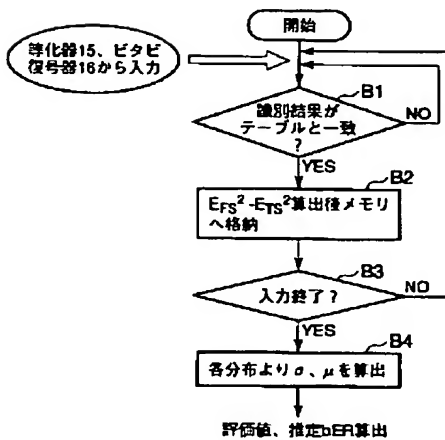 開始
等化器15、ビタビ
復号器16から入力
B1
識別結果が
テーブルと一致
?
NO
YES
B2
EFS²-ETS²算出後メモリ
へ格納
B3
入力終了?
NO
YES
B4
各分布よりσ、μを算出
評価値、推定bER算出